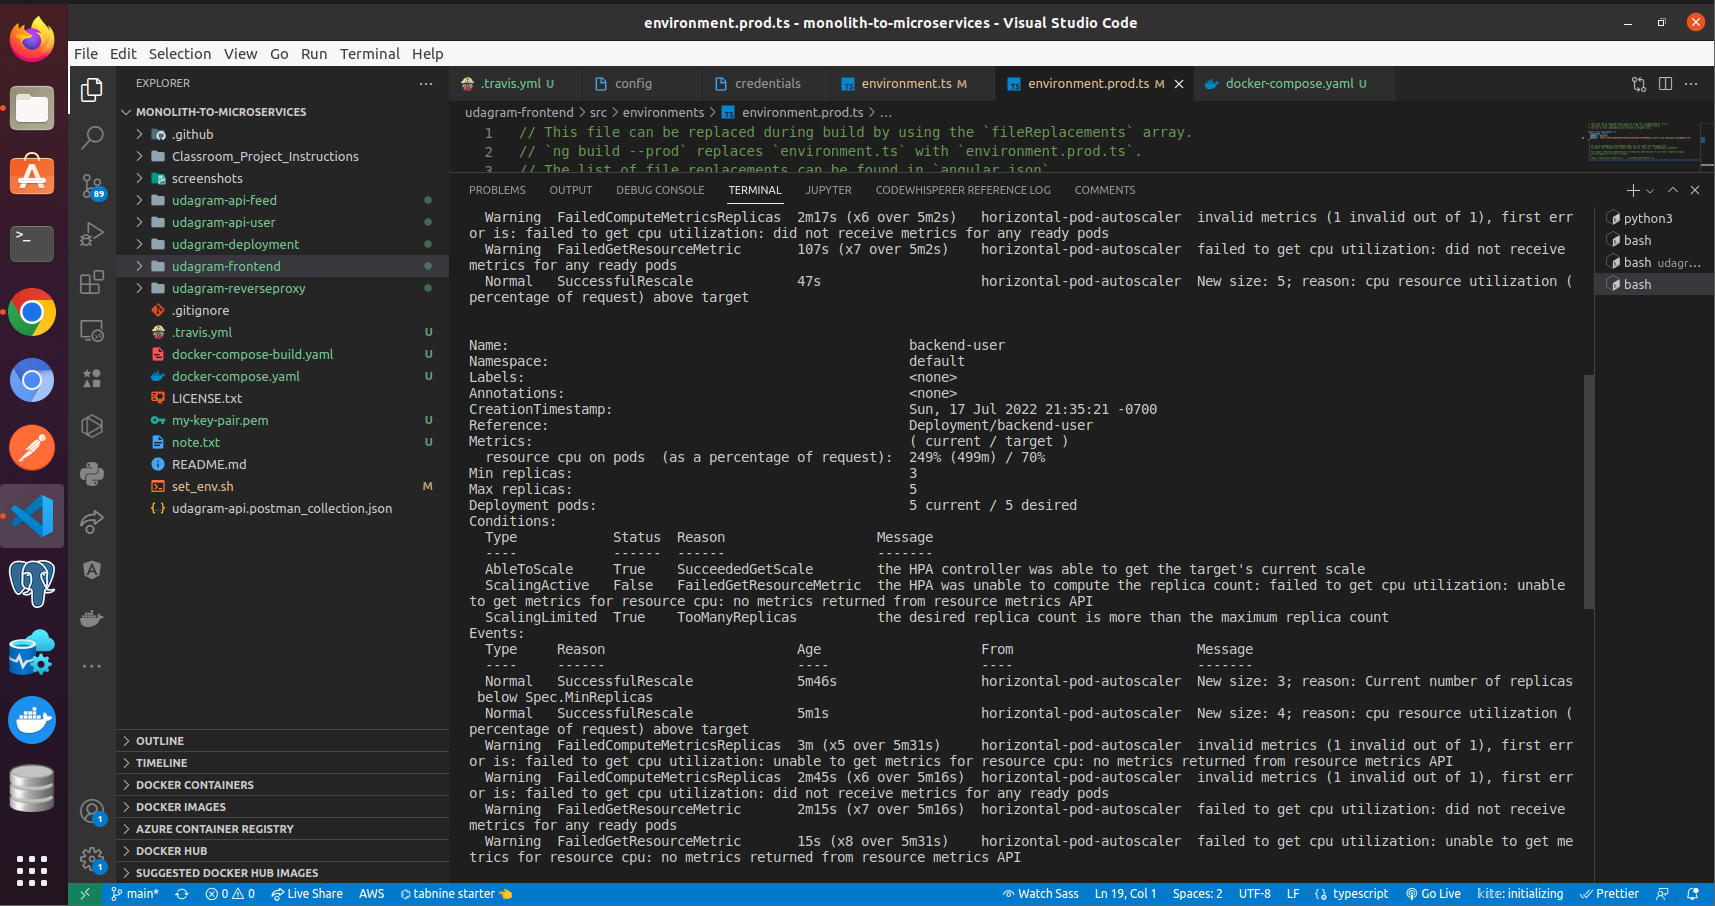 environment.prod.ts - monolith-to-microservices - Visual Studio Code
File Edit Selection View Go Run Terminal Help
EXPLORER
MONOLITH-TO-MICROSERVICES
.github
Classroom_Project_Instructions
screenshots
udagram-api-feed
udagram-api-user
udagram-deployment
udagram-frontend
udagram-reverseproxy
.gitignore
.travis.yml U
docker-compose-build.yaml U
docker-compose.yaml U
LICENSE.txt
my-key-pair.pem U
note.txt U
README.md
set_env.sh M
udagram-api.postman_collection.json
OUTLINE
TIMELINE
DOCKER CONTAINERS
DOCKER IMAGES
AZURE CONTAINER REGISTRY
DOCKER HUB
SUGGESTED DOCKER HUB IMAGES
89
1
1
.travis.yml U config credentials environment.ts M environment.prod.ts M docker-compose.yaml U
udagram-frontend > src > environments > environment.prod.ts > ...
1 // This file can be replaced during build by using the `fileReplacements` array.
2 // `ng build --prod` replaces `environment.ts` with `environment.prod.ts`.
3 // The list of file replacements can be found in `angular.json`.
PROBLEMS OUTPUT DEBUG CONSOLE TERMINAL JUPYTER CODEWHISPERER REFERENCE LOG COMMENTS
Warning FailedComputeMetricsReplicas 2m17s (x6 over 5m2s) horizontal-pod-autoscaler invalid metrics (1 invalid out of 1), first err
or is: failed to get cpu utilization: did not receive metrics for any ready pods
Warning FailedGetResourceMetric 107s (x7 over 5m2s) horizontal-pod-autoscaler failed to get cpu utilization: did not receive
metrics for any ready pods
Normal SuccessfulRescale 47s horizontal-pod-autoscaler New size: 5; reason: cpu resource utilization (
percentage of request) above target
Name: backend-user
Namespace: default
Labels: <none>
Annotations: <none>
CreationTimestamp: Sun, 17 Jul 2022 21:35:21 -0700
Reference: Deployment/backend-user
Metrics: ( current / target )
resource cpu on pods (as a percentage of request): 249% (499m) / 70%
Min replicas: 3
Max replicas: 5
Deployment pods: 5 current / 5 desired
Conditions:
Type Status Reason Message
---- ------ ------ -------
AbleToScale True SucceededGetScale the HPA controller was able to get the target's current scale
ScalingActive False FailedGetResourceMetric the HPA was unable to compute the replica count: failed to get cpu utilization: unable
to get metrics for resource cpu: no metrics returned from resource metrics API
ScalingLimited True TooManyReplicas the desired replica count is more than the maximum replica count
Events:
Type Reason Age From Message
---- ------ ---- ---- -------
Normal SuccessfulRescale 5m46s horizontal-pod-autoscaler New size: 3; reason: Current number of replicas
below Spec.MinReplicas
Normal SuccessfulRescale 5m1s horizontal-pod-autoscaler New size: 4; reason: cpu resource utilization (
percentage of request) above target
Warning FailedComputeMetricsReplicas 3m (x5 over 5m31s) horizontal-pod-autoscaler invalid metrics (1 invalid out of 1), first err
or is: failed to get cpu utilization: unable to get metrics for resource cpu: no metrics returned from resource metrics API
Warning FailedComputeMetricsReplicas 2m45s (x6 over 5m16s) horizontal-pod-autoscaler invalid metrics (1 invalid out of 1), first err
or is: failed to get cpu utilization: did not receive metrics for any ready pods
Warning FailedGetResourceMetric 2m15s (x7 over 5m16s) horizontal-pod-autoscaler failed to get cpu utilization: did not receive
metrics for any ready pods
Warning FailedGetResourceMetric 15s (x8 over 5m31s) horizontal-pod-autoscaler failed to get cpu utilization: unable to get me
trics for resource cpu: no metrics returned from resource metrics API
python3
bash
bash udagr...
bash
main* 0 0 Live Share AWS tabnine starter Watch Sass Ln 19, Col 1 Spaces: 2 UTF-8 LF typescript Go Live kite: initializing Prettier